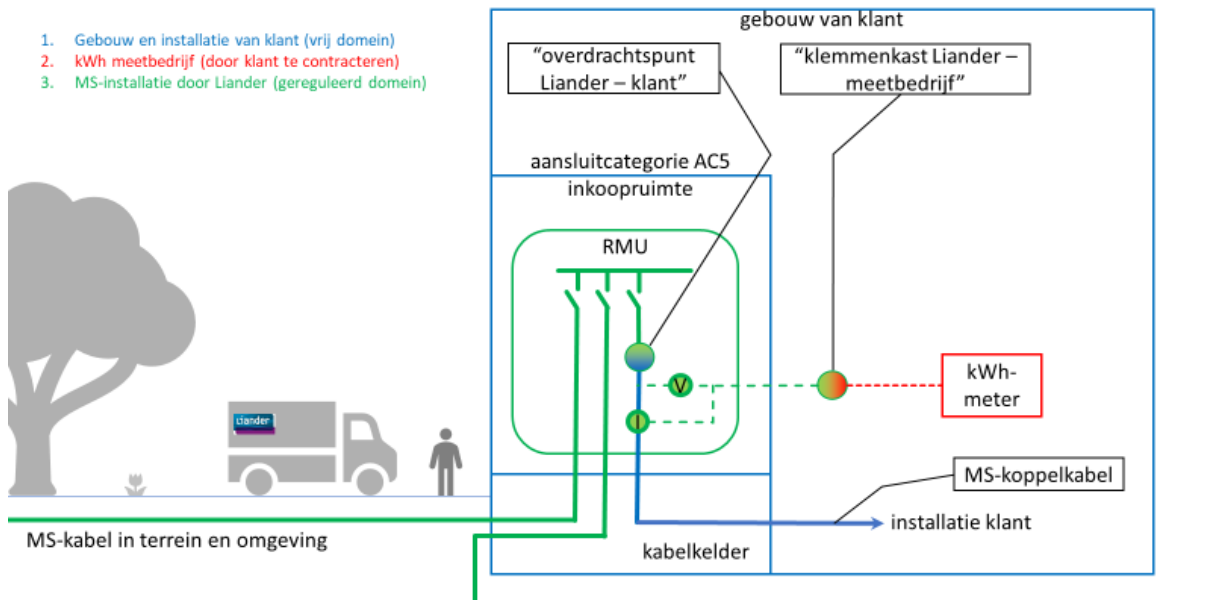 1. Gebouw en installatie van klant (vrij domein)
2. kWh meetbedrijf (door klant te contracteren)
3. MS-installatie door Liander (gereguleerd domein)
gebouw van klant
“overdrachtspunt
Liander – klant”
“klemmenkast Liander –
meetbedrijf”
aansluitcategorie AC5
inkoopruimte
RMU
V
I
kWh-
meter
Liander
MS-koppelkabel
installatie klant
MS-kabel in terrein en omgeving
kabelkelder